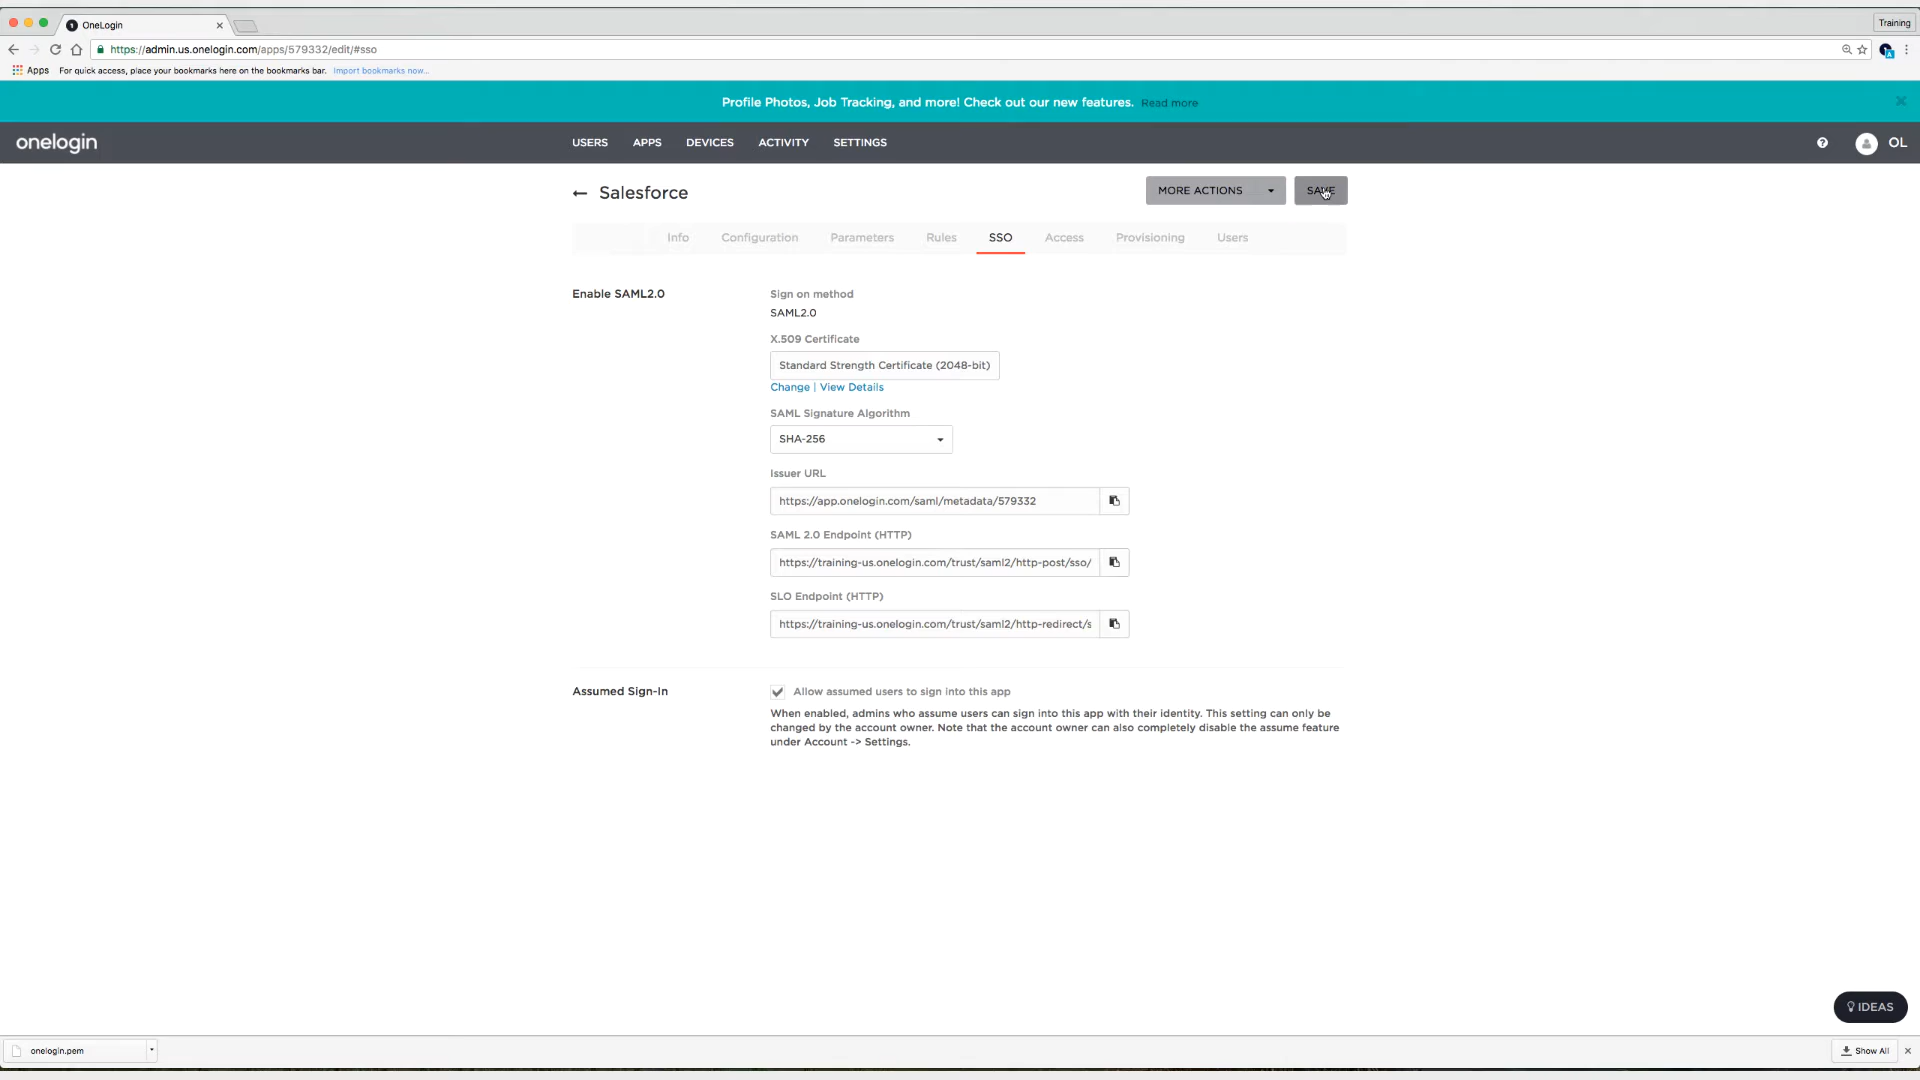 OneLogin
Training
https://admin.us.onelogin.com/apps/579332/edit/#sso
Apps For quick access, place your bookmarks here on the bookmarks bar. Import bookmarks now...
Profile Photos, Job Tracking, and more! Check out our new features. Read more
onelogin
USERS APPS DEVICES ACTIVITY SETTINGS
OL
← Salesforce
MORE ACTIONS
SAVE
Info Configuration Parameters Rules SSO Access Provisioning Users
Enable SAML2.0
Sign on method
SAML2.0
X.509 Certificate
Standard Strength Certificate (2048-bit)
Change | View Details
SAML Signature Algorithm
SHA-256
Issuer URL
https://app.onelogin.com/saml/metadata/579332
SAML 2.0 Endpoint (HTTP)
https://training-us.onelogin.com/trust/saml2/http-post/sso/
SLO Endpoint (HTTP)
https://training-us.onelogin.com/trust/saml2/http-redirect/s
Assumed Sign-In
Allow assumed users to sign into this app
When enabled, admins who assume users can sign into this app with their identity. This setting can only be
changed by the account owner. Note that the account owner can also completely disable the assume feature
under Account -> Settings.
IDEAS
onelogin.pem
Show All